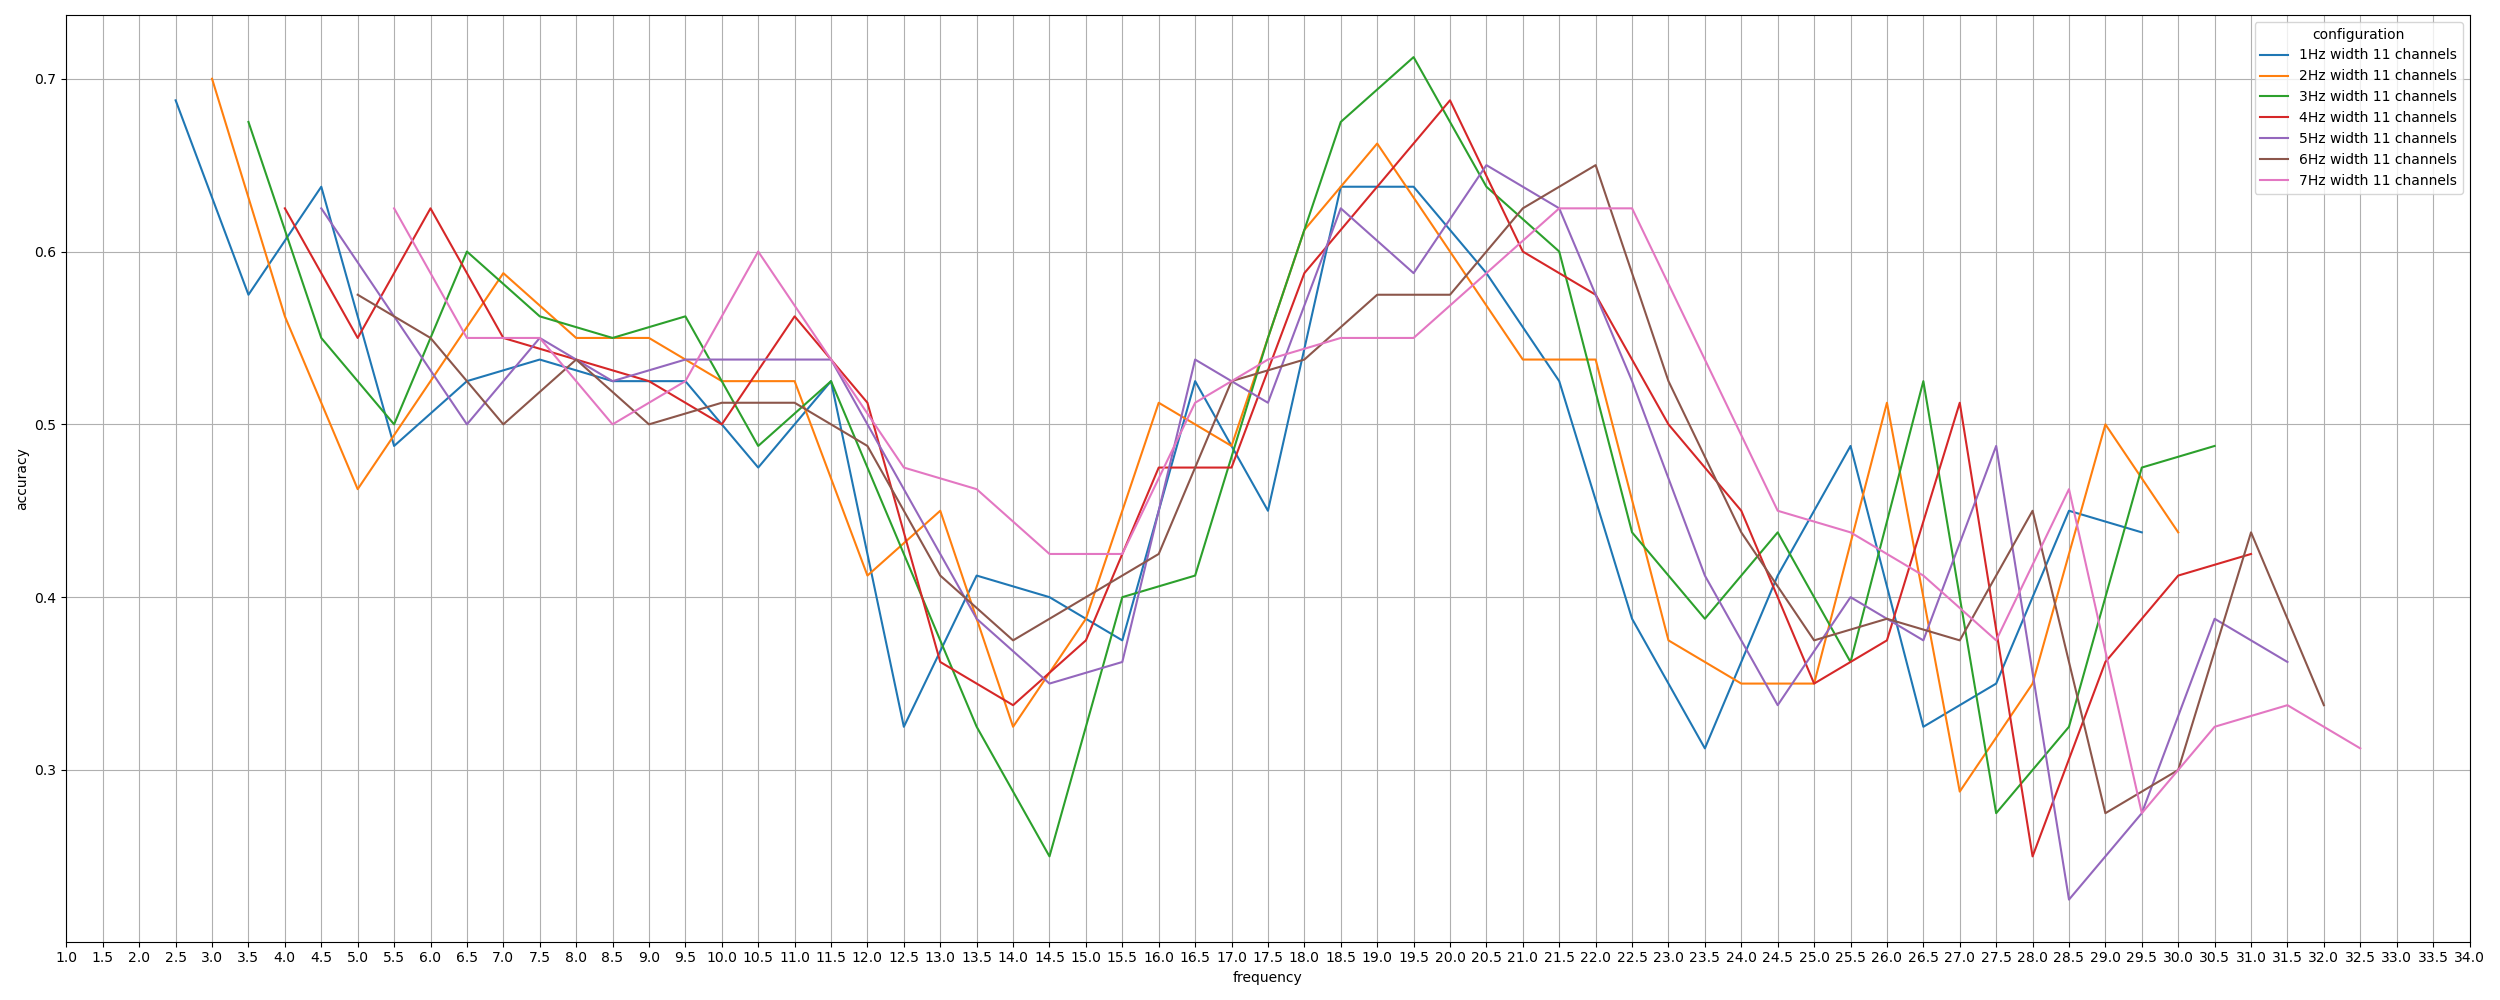 configuration
1Hz width 11 channels
2Hz width 11 channels
3Hz width 11 channels
4Hz width 11 channels
5Hz width 11 channels
6Hz width 11 channels
7Hz width 11 channels
0.7
0.6
0.5
0.4
0.3
accuracy
1.0 1.5 2.0 2.5 3.0 3.5 4.0 4.5 5.0 5.5 6.0 6.5 7.0 7.5 8.0 8.5 9.0 9.5 10.0 10.5 11.0 11.5 12.0 12.5 13.0 13.5 14.0 14.5 15.0 15.5 16.0 16.5 17.0 17.5 18.0 18.5 19.0 19.5 20.0 20.5 21.0 21.5 22.0 22.5 23.0 23.5 24.0 24.5 25.0 25.5 26.0 26.5 27.0 27.5 28.0 28.5 29.0 29.5 30.0 30.5 31.0 31.5 32.0 32.5 33.0 33.5 34.0
frequency